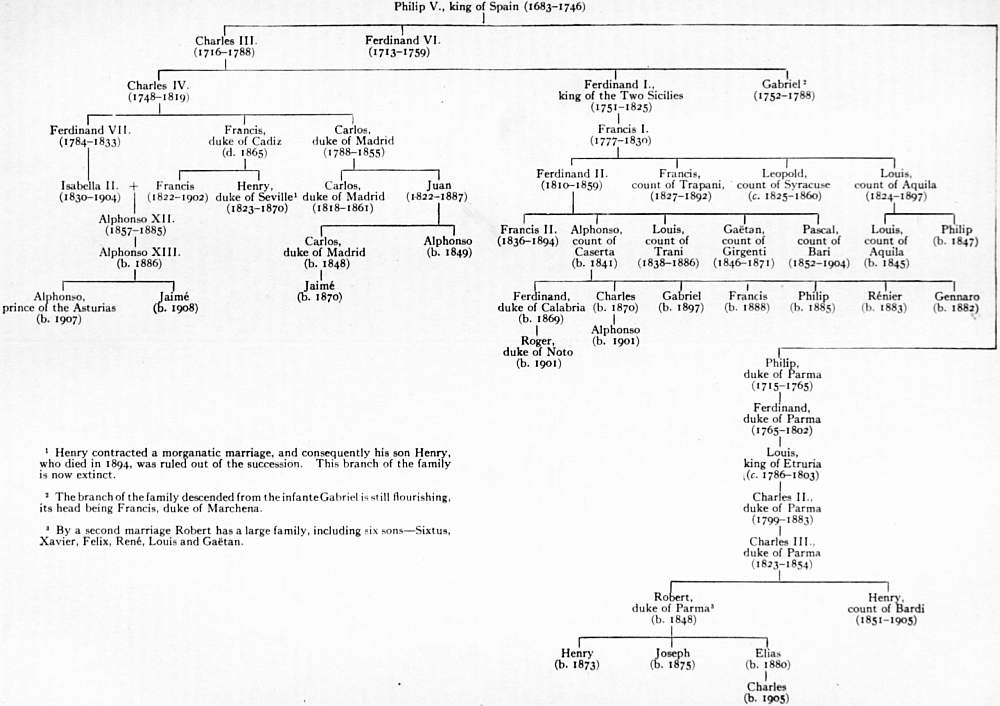 Philip V., king of Spain (1683–1746)
Charles III.
(1716–1788)
Ferdinand VI.
(1713–1759)
Charles IV.
(1748–1819)
Ferdinand I.,
king of the Two Sicilies
(1751–1825)
Gabriel ²
(1752–1788)
Francis I.
(1777–1830)
Ferdinand VII.
(1784–1833)
Francis,
duke of Cadiz
(d. 1865)
Carlos,
duke of Madrid
(1788–1855)
Ferdinand II.
(1810–1859)
Francis,
count of Trapani,
(1827–1892)
Leopold,
count of Syracuse
(c. 1825–1860)
Louis,
count of Aquila
(1824–1897)
Isabella II.
(1830–1904)
+
Francis
(1822–1902)
Henry,
duke of Seville¹
(1823–1870)
Carlos,
duke of Madrid
(1818–1861)
Juan
(1822–1887)
Alphonso XII.
(1857–1885)
Alphonso XIII.
(b. 1886)
Carlos,
duke of Madrid
(b. 1848)
Alphonso
(b. 1849)
Francis II.
(1836–1894)
Alphonso,
count of
Caserta
(b. 1841)
Louis,
count of
Trani
(1838–1886)
Gaëtan,
count of
Girgenti
(1846–1871)
Pascal,
count of
Bari
(1852–1904)
Louis,
count of
Aquila
(b. 1845)
Philip
(b. 1847)
Alphonso,
prince of the Asturias
(b. 1907)
Jaimé
(b. 1908)
Jaimé
(b. 1870)
Ferdinand,
duke of Calabria
(b. 1869)
Charles
(b. 1870)
Gabriel
(b. 1897)
Francis
(b. 1888)
Philip
(b. 1885)
Rénier
(b. 1883)
Gennaro
(b. 1882)
Roger,
duke of Noto
(b. 1901)
Alphonso
(b. 1901)
Philip,
duke of Parma
(1715–1765)
Ferdinand,
duke of Parma
(1765–1802)
Louis,
king of Etruria
(c. 1786–1803)
Charles II.,
duke of Parma
(1799–1883)
Charles III.,
duke of Parma
(1823–1854)
Robert,
duke of Parma³
(b. 1848)
Henry,
count of Bardi
(1851–1905)
Henry
(b. 1873)
Joseph
(b. 1875)
Elias
(b. 1880)
Charles
(b. 1905)
¹ Henry contracted a morganatic marriage, and consequently his son Henry,
who died in 1894, was ruled out of the succession. This branch of the family
is now extinct.
² The branch of the family descended from the infante Gabriel is still flourishing,
its head being Francis, duke of Marchena.
³ By a second marriage Robert has a large family, including six sons—Sixtus,
Xavier, Felix, René, Louis and Gaëtan.